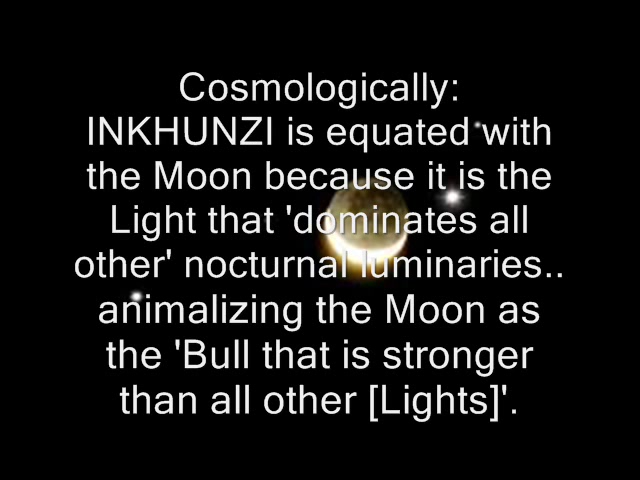 Cosmologically:
INKHUNZI is equated with
the Moon because it is the
Light that 'dominates all
other' nocturnal luminaries..
animalizing the Moon as
the 'Bull that is stronger
than all other [Lights]'.